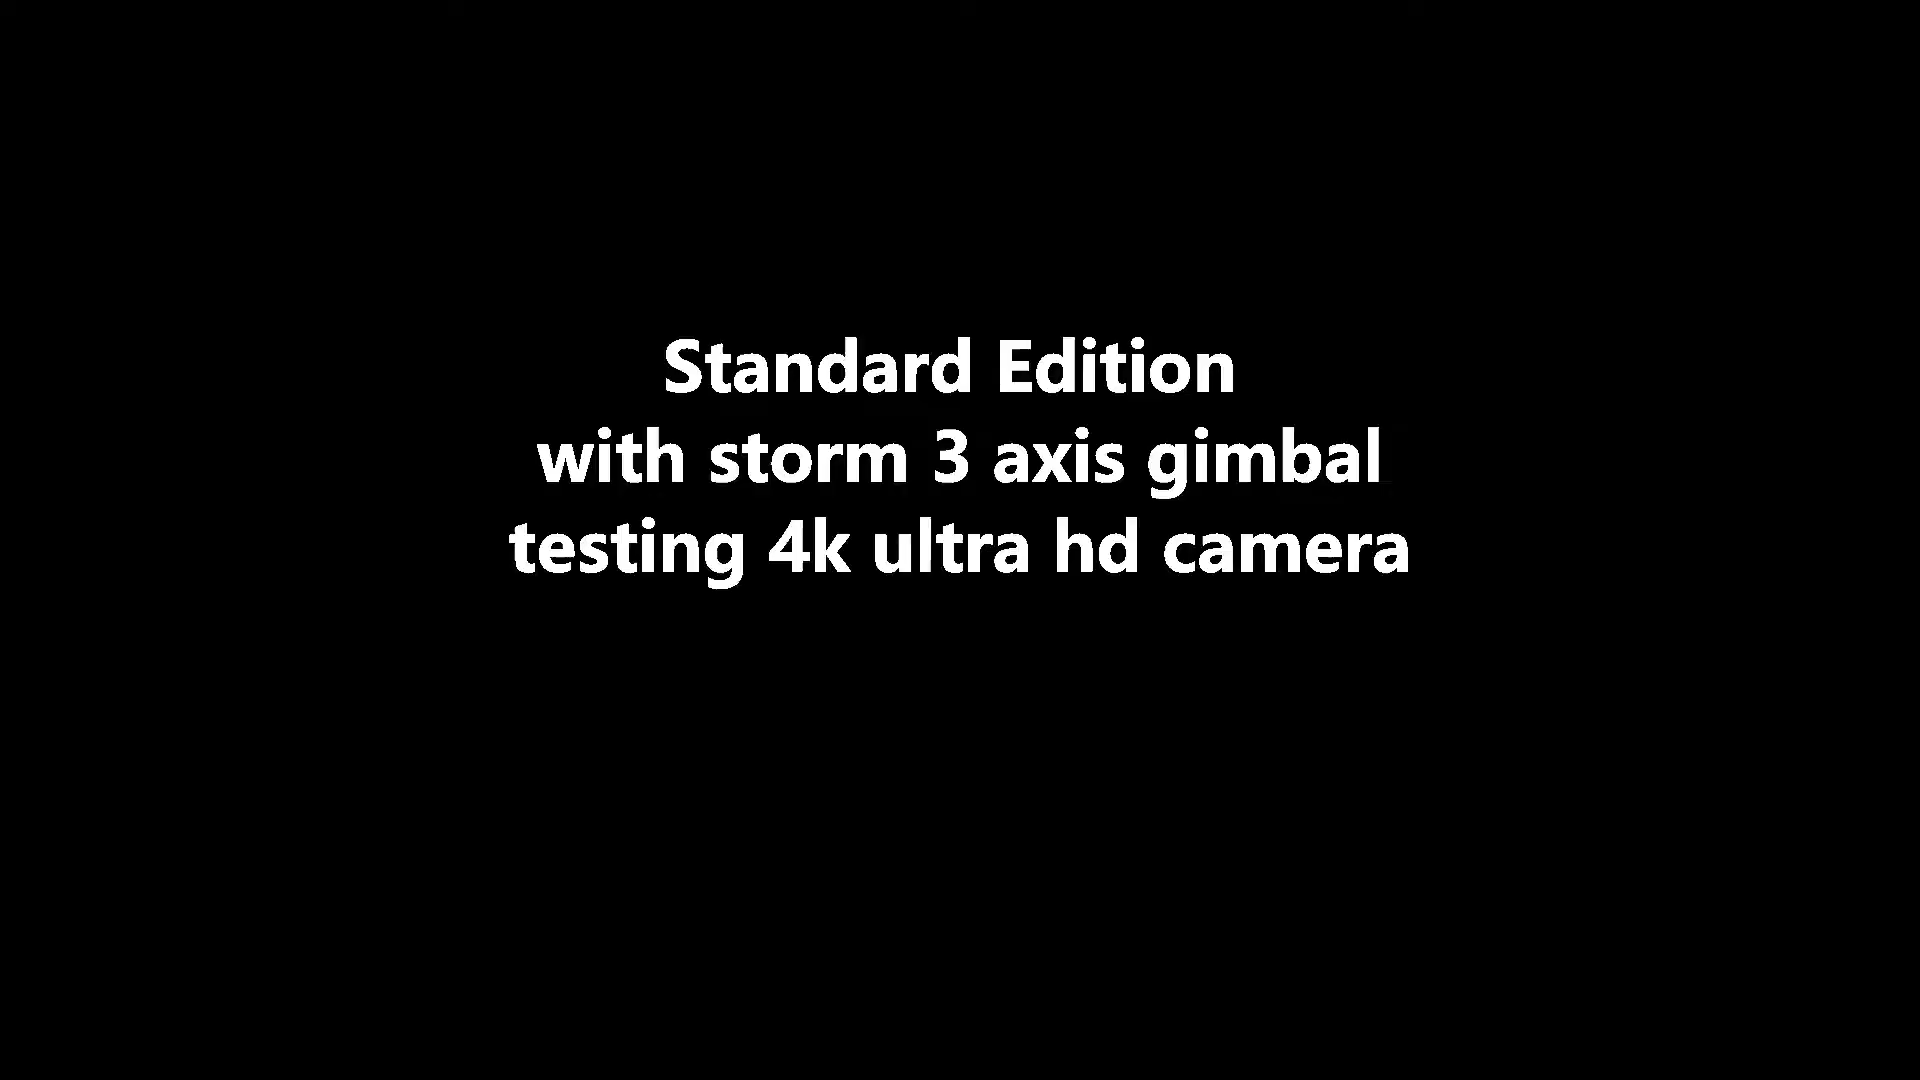 Standard Edition
with storm 3 axis gimbal
testing 4k ultra hd camera